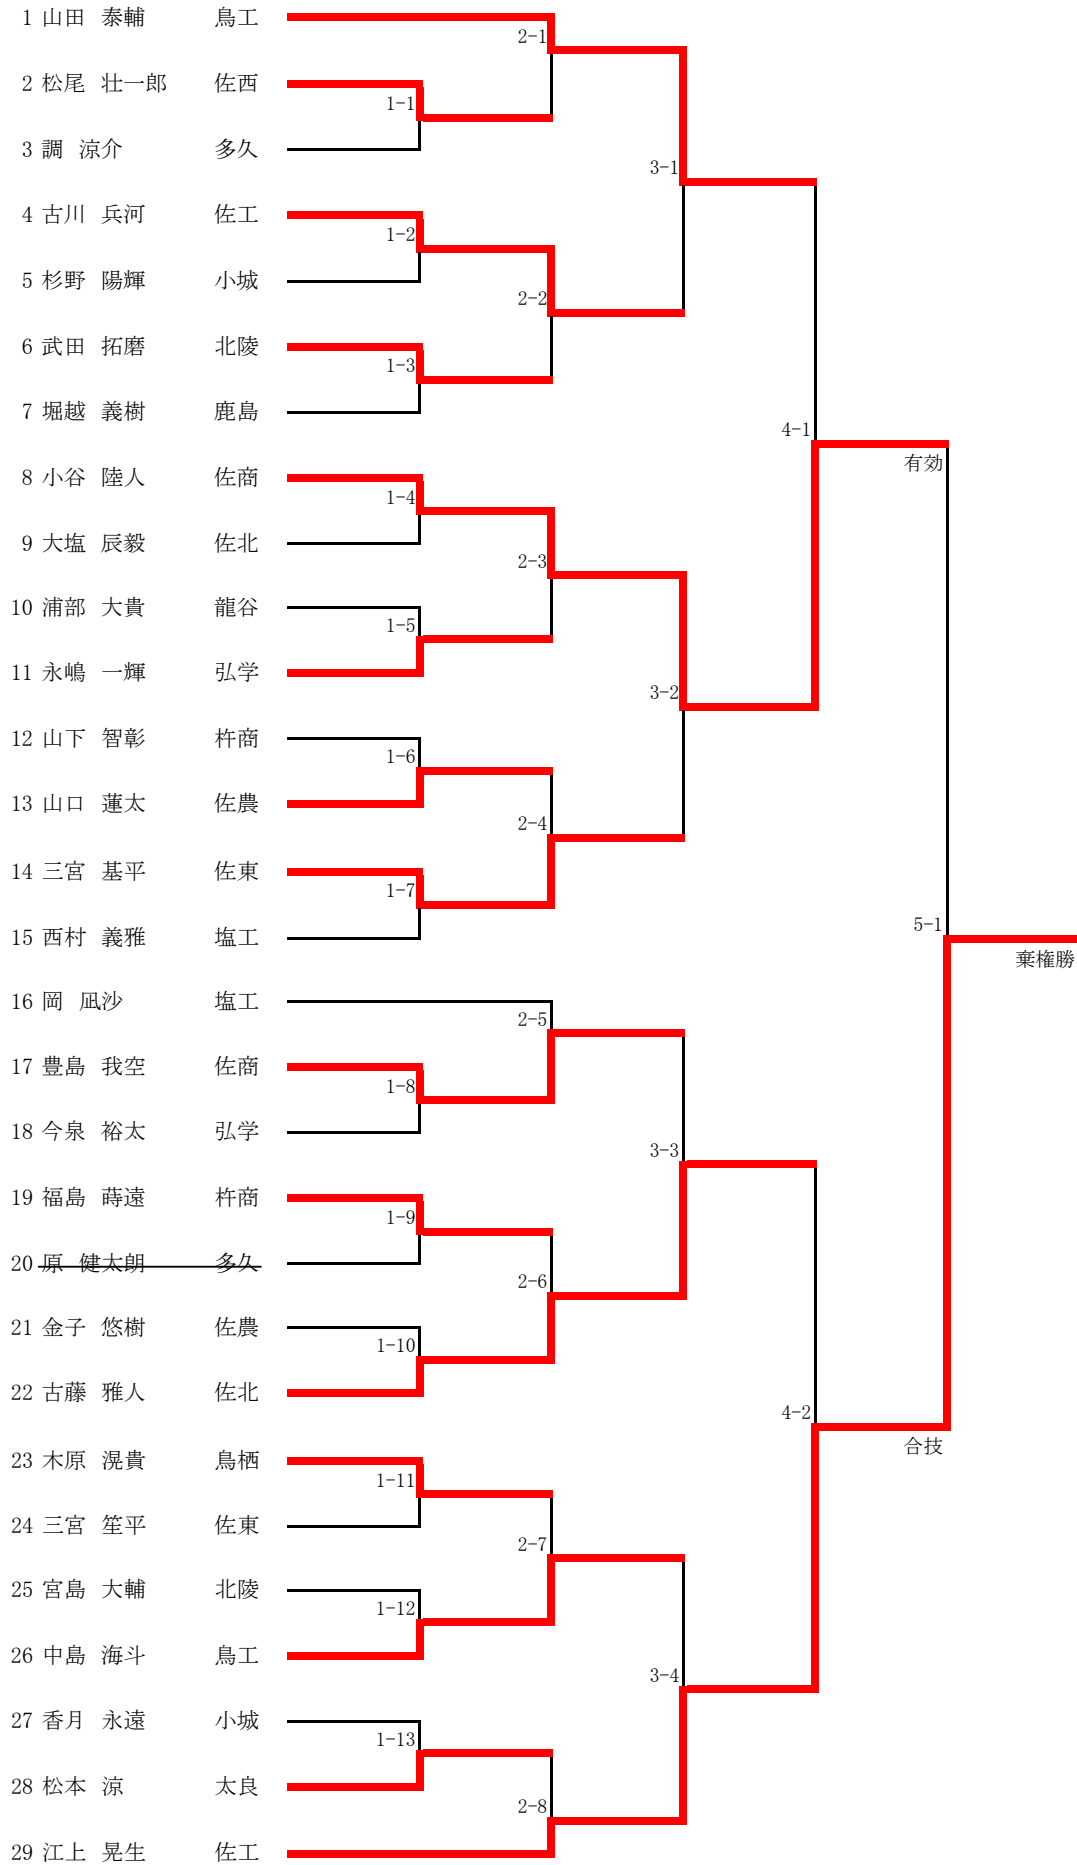 1 山田 泰輔 鳥工
2-1
2 松尾 壮一郎 佐西
1-1
3 調 涼介 多久
3-1
4 古川 兵河 佐工
1-2
5 杉野 陽輝 小城
2-2
6 武田 拓磨 北陵
1-3
7 堀越 義樹 鹿島
4-1
有効
8 小谷 陸人 佐商
1-4
9 大塩 辰毅 佐北
2-3
10 浦部 大貴 龍谷
1-5
11 永嶋 一輝 弘学
3-2
12 山下 智彰 杵商
1-6
13 山口 蓮太 佐農
2-4
14 三宮 基平 佐東
1-7
15 西村 義雅 塩工
5-1
棄権勝
16 岡 凪沙 塩工
2-5
17 豊島 我空 佐商
1-8
18 今泉 裕太 弘学
3-3
19 福島 蒔遠 杵商
1-9
20 原 健太朗 多久
2-6
21 金子 悠樹 佐農
1-10
22 古藤 雅人 佐北
4-2
合技
23 木原 滉貴 鳥栖
1-11
24 三宮 笙平 佐東
2-7
25 宮島 大輔 北陵
1-12
26 中島 海斗 鳥工
3-4
27 香月 永遠 小城
1-13
28 松本 涼 太良
2-8
29 江上 晃生 佐工